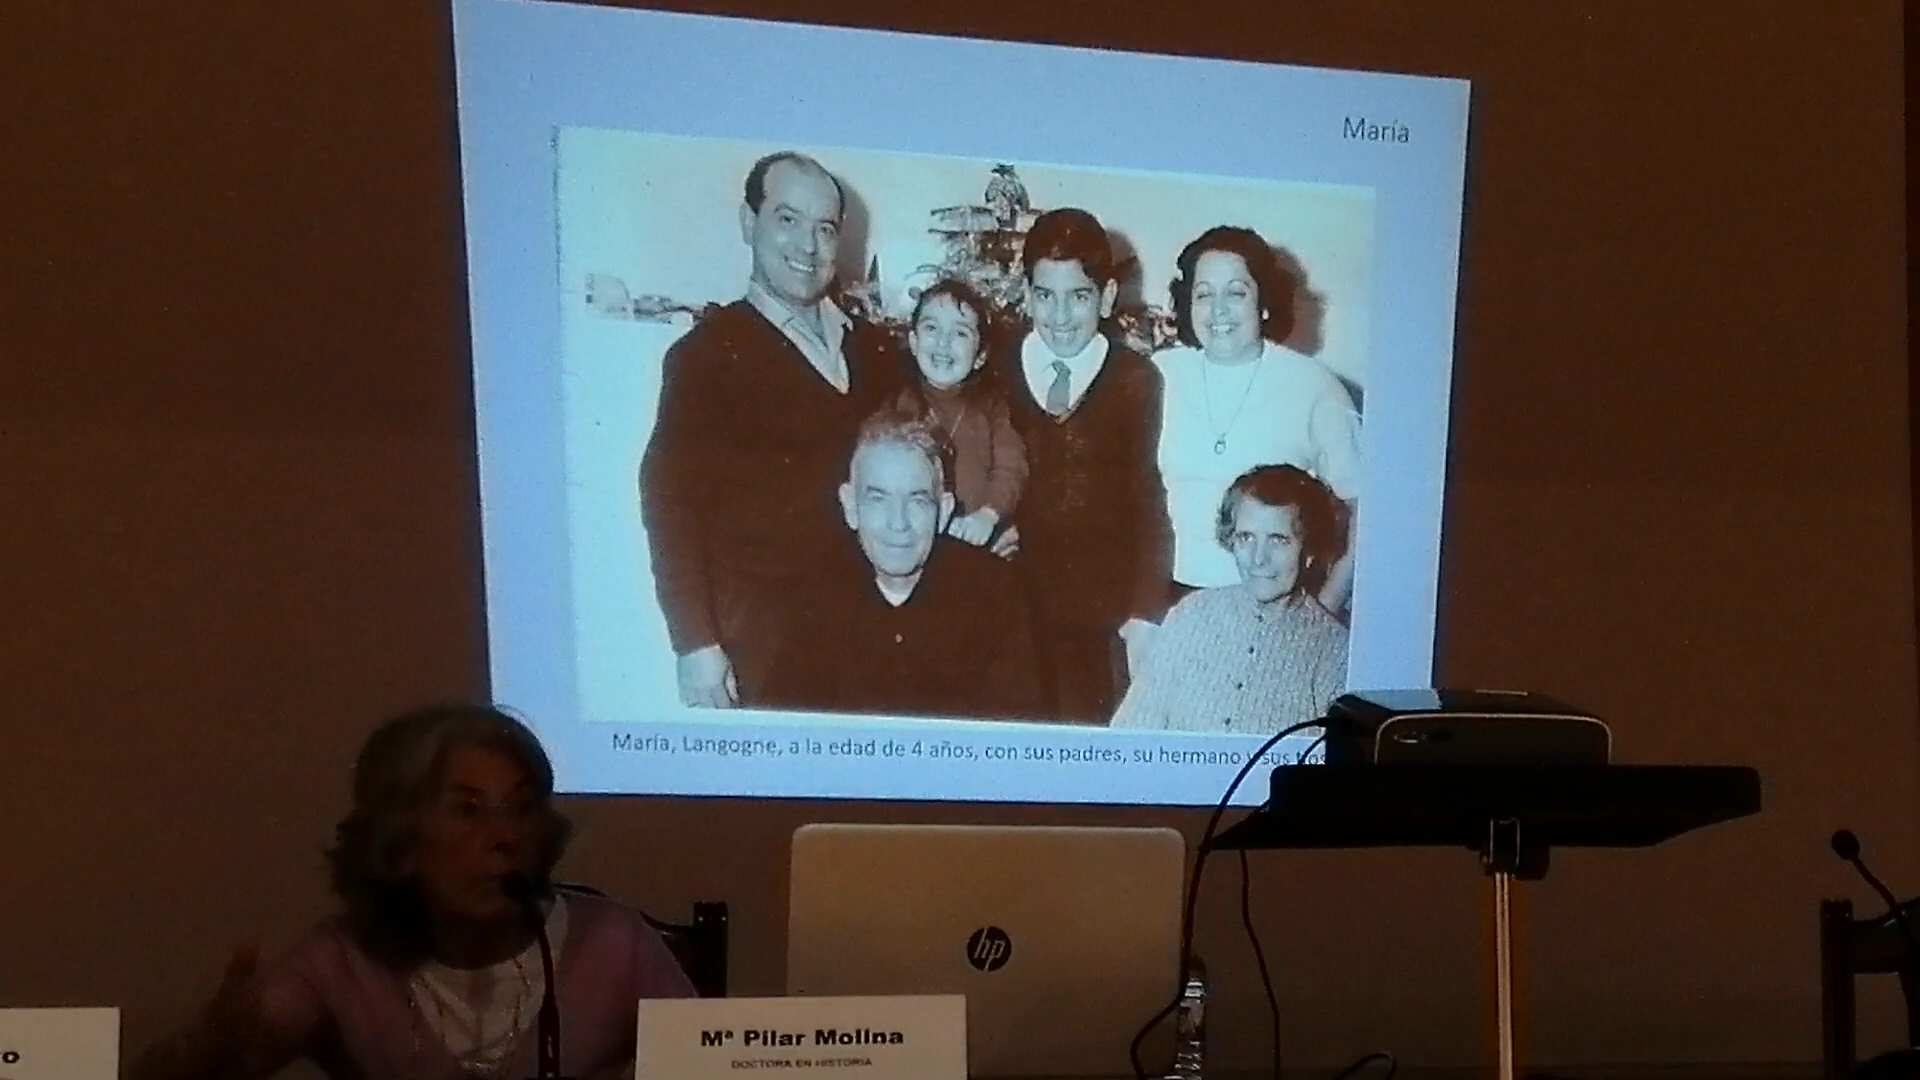 María
María, Langogne, a la edad de 4 años, con sus padres, su hermano y sus
hp
Mª Pilar Molina
DOCTORA EN HISTORIA